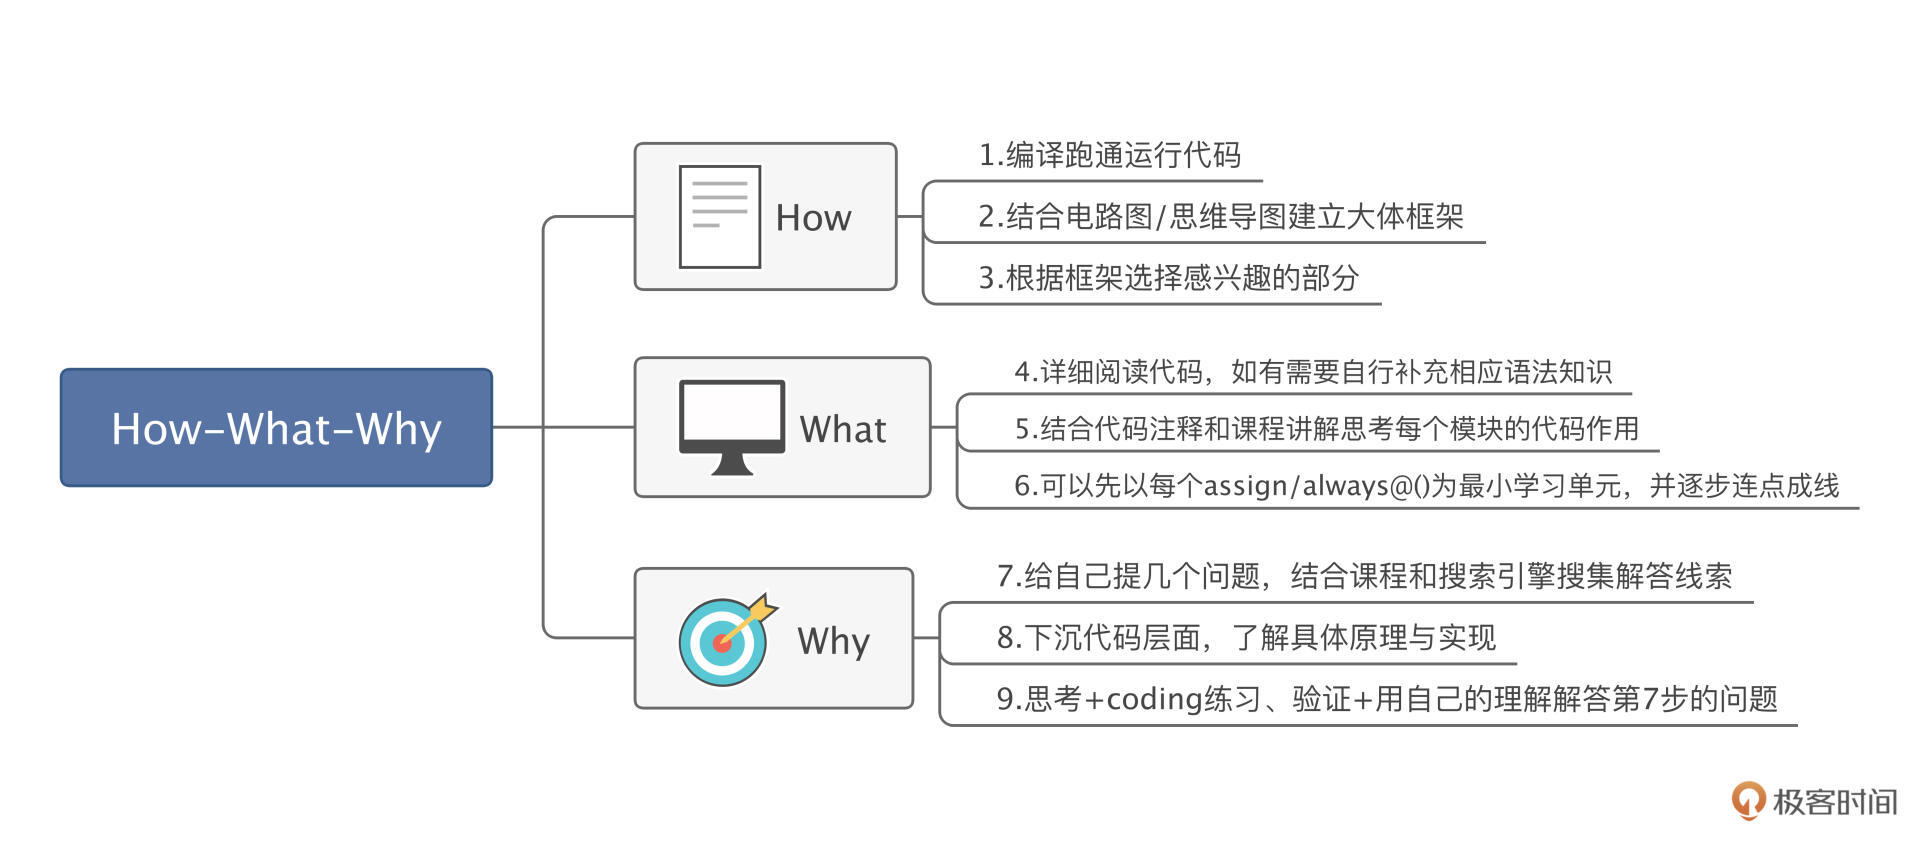 How-What-Why
How
1.编译跑通运行代码
2.结合电路图/思维导图建立大体框架
3.根据框架选择感兴趣的部分
What
4.详细阅读代码，如有需要自行补充相应语法知识
5.结合代码注释和课程讲解思考每个模块的代码作用
6.可以先以每个assign/always@()为最小学习单元，并逐步连点成线
Why
7.给自己提几个问题，结合课程和搜索引擎搜集解答线索
8.下沉代码层面，了解具体原理与实现
9.思考+coding练习、验证+用自己的理解解答第7步的问题
极客时间